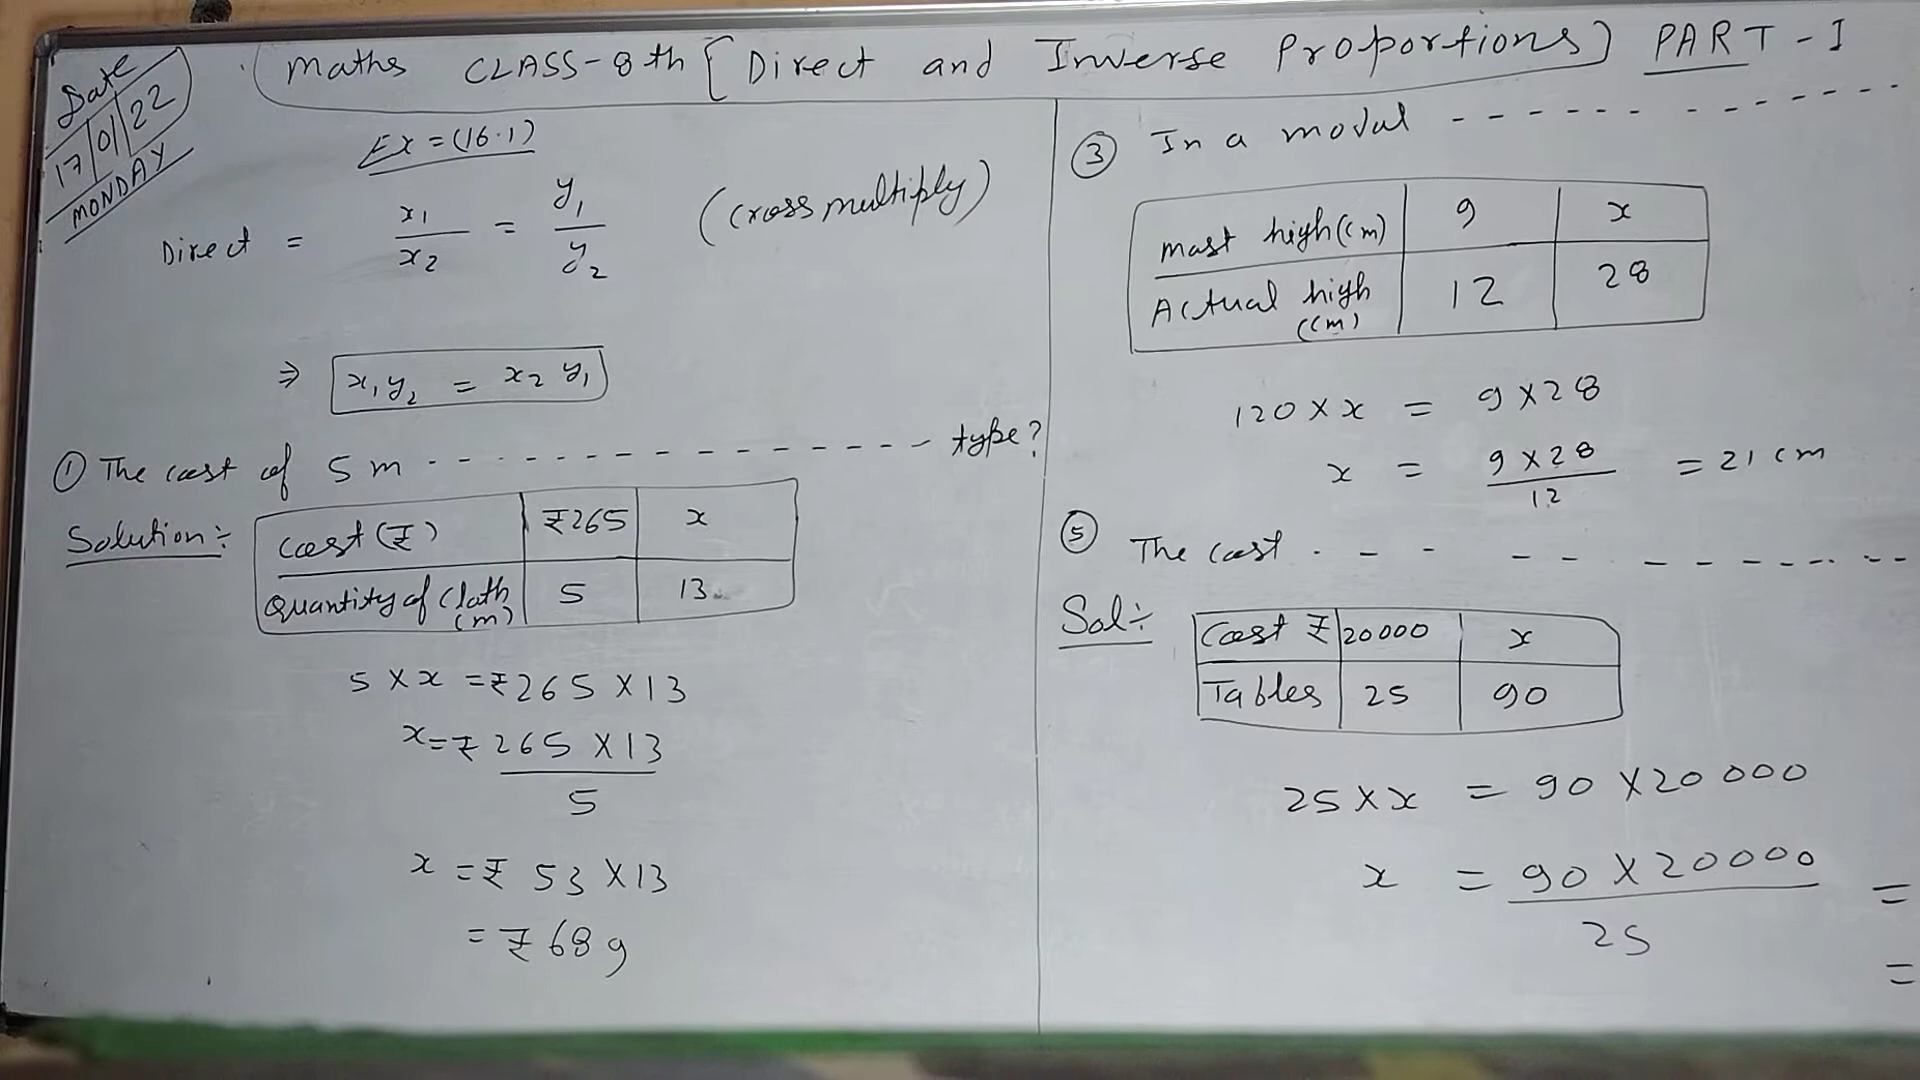 Date
17/01/22
MONDAY
Maths CLASS-8th [Direct and Inverse Proportions] PART-I
Ex = (16.1)
Direct = x₁/x₂ = y₁/y₂ (cross multiply)
⇒ x₁y₂ = x₂ y₁
① The cost of 5 m - - - - - - - - - - - - - - - type?
Solution:-
Cost (₹) | ₹265 | x
Quantity of Cloth (m) | 5 | 13
5 × x = ₹265 × 13
x = ₹ 265 × 13 / 5
x = ₹ 53 × 13
= ₹ 689
③ In a modal - - - - - - - - - - - - -
Mast high (cm) | 9 | x
Actual high (cm) | 12 | 28
120 × x = 9 × 28
x = 9 × 28 / 12 = 21 cm
⑤ The cost - - - - - - - - - - - -
Sol:-
Cost ₹ | 20000 | x
Tables | 25 | 90
25 × x = 90 × 20000
x = 90 × 20000 / 25 =
=